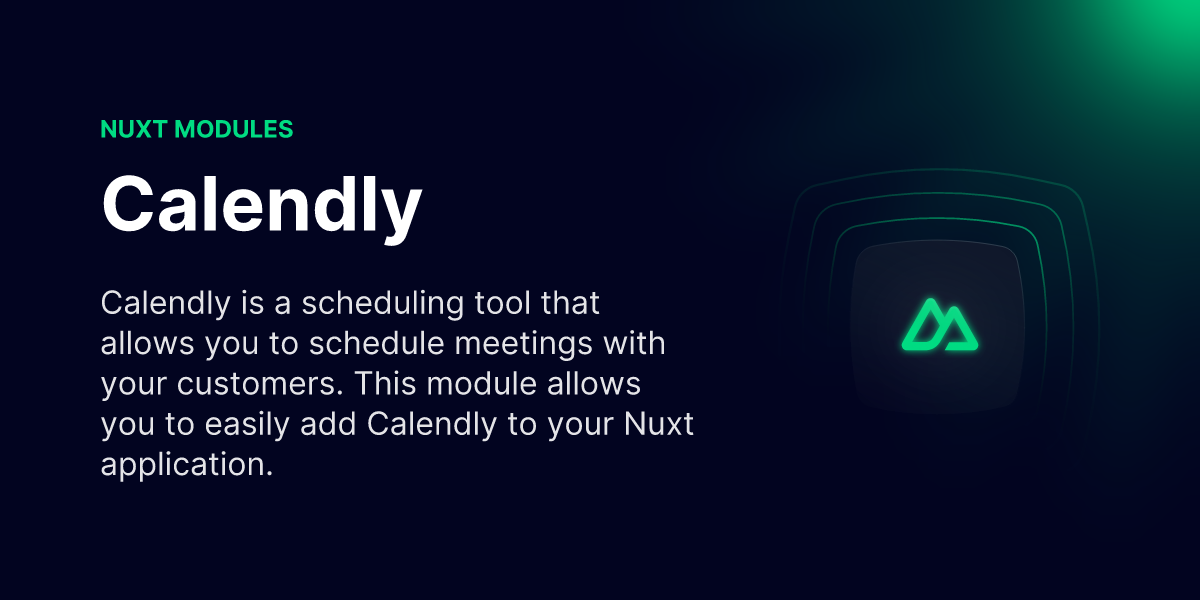 NUXT MODULES
Calendly
Calendly is a scheduling tool that
allows you to schedule meetings with
your customers. This module allows
you to easily add Calendly to your Nuxt
application.